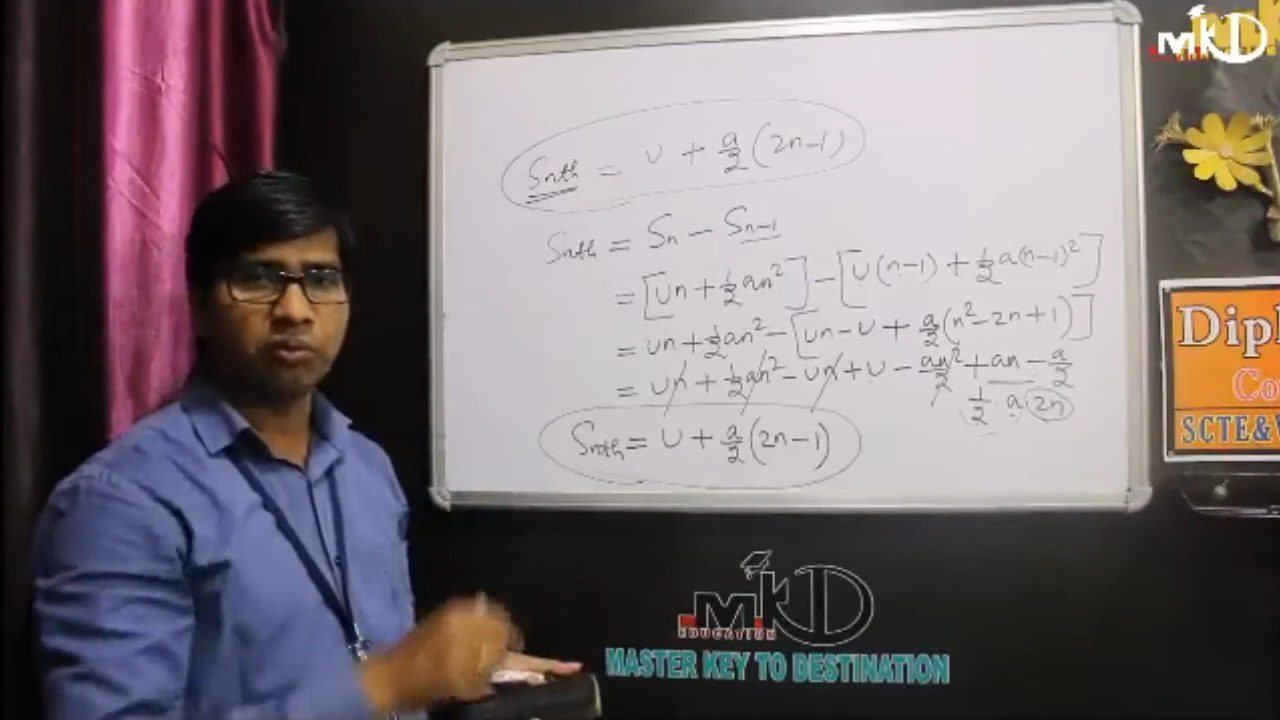 MKD
Snth = u + a/2 (2n-1)
Snth = Sn - Sn-1
= [un + 1/2 an²] - [u(n-1) + 1/2 a(n-1)²]
= un + 1/2 an² - [un - u + a/2 (n² - 2n + 1)]
= un + 1/2 an² - un + u - an²/2 + an - a/2
1/2 a 2n
Snth = u + a/2 (2n-1)
Dipl
Co
SCTE&V
MKD
EDUCATION
MASTER KEY TO DESTINATION